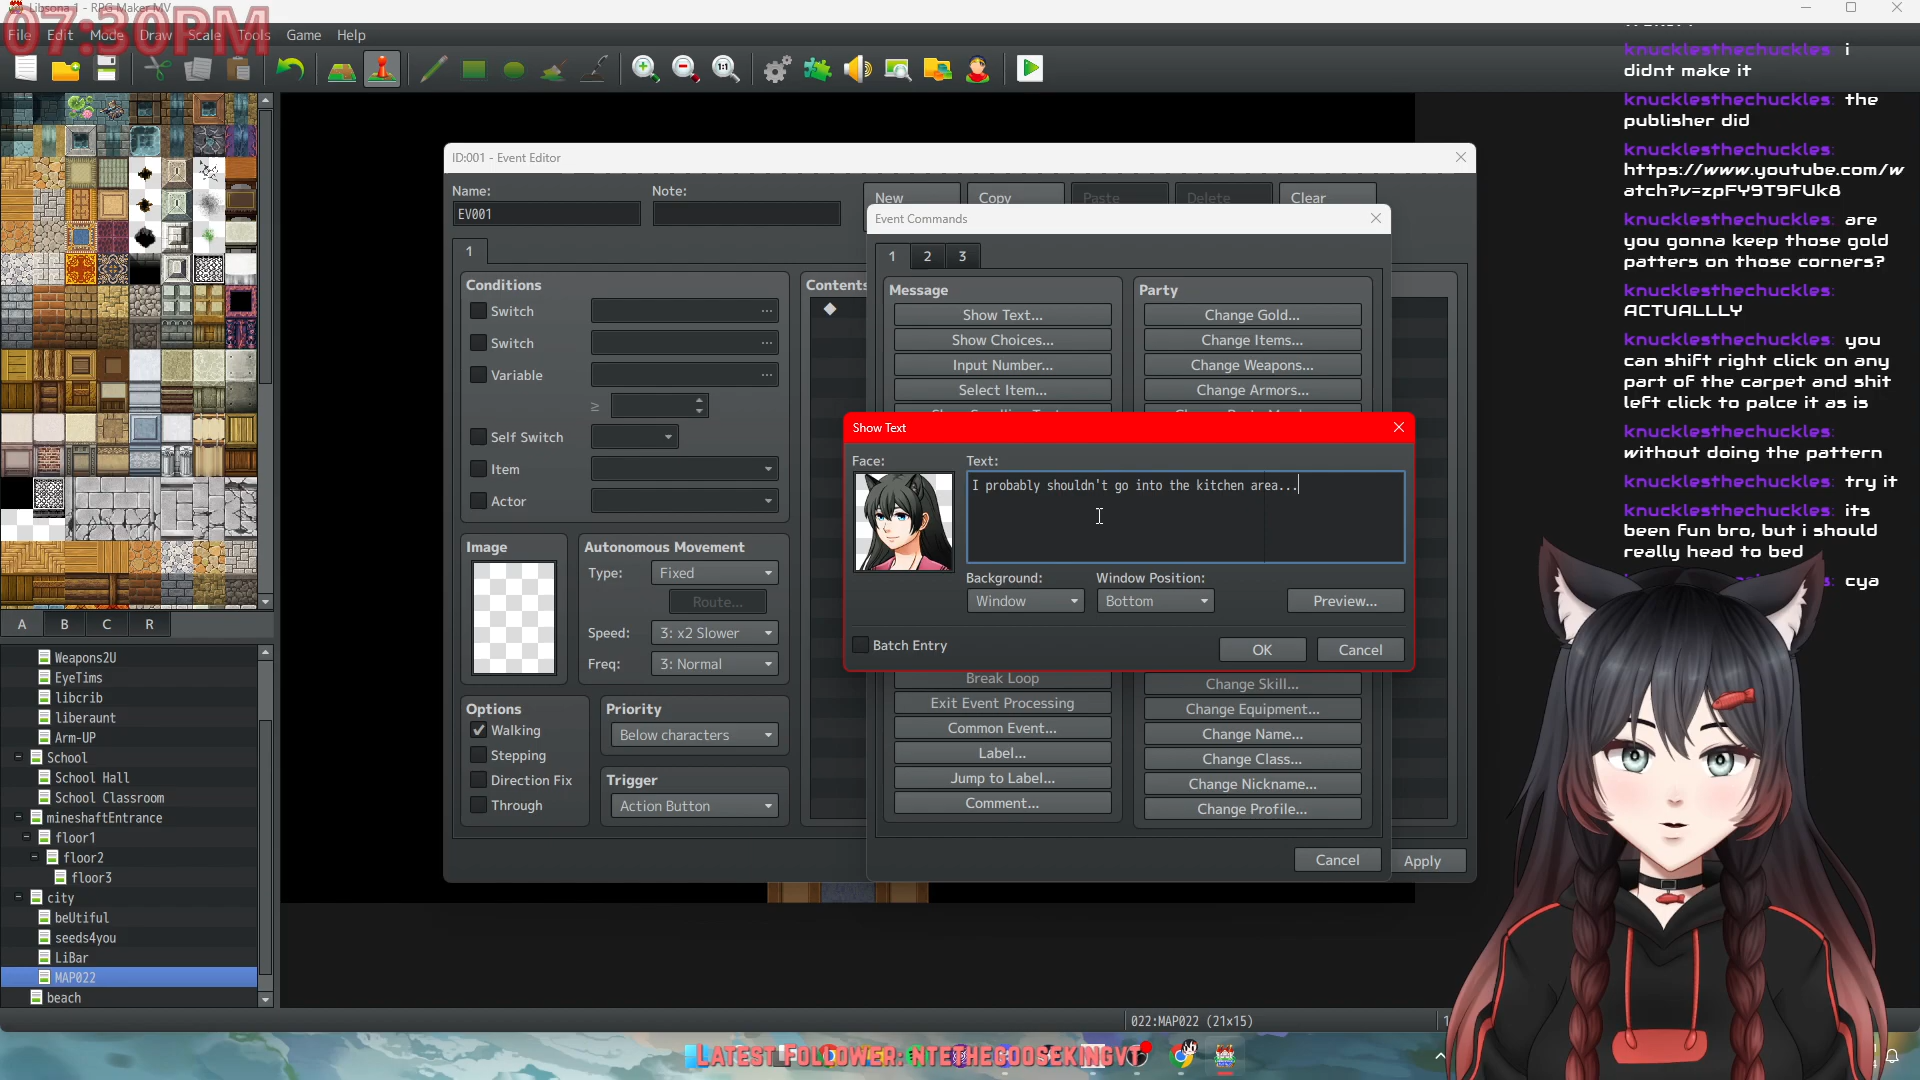 Libsona 1 - RPG Maker MV
07:30PM
File Edit Mode Draw Scale Tools Game Help
ID:001 - Event Editor
Name:
Note:
EV001
New
Copy
Paste
Delete
Clear
1
Conditions
Switch
Switch
Variable
≥
Self Switch
Item
Actor
Contents
Image
Autonomous Movement
Type:
Fixed
Route...
Speed:
3: x2 Slower
Freq:
3: Normal
Options
Walking
Stepping
Direction Fix
Through
Priority
Below characters
Trigger
Action Button
Event Commands
1
2
3
Message
Show Text...
Show Choices...
Input Number...
Select Item...
Party
Change Gold...
Change Items...
Change Weapons...
Change Armors...
Show Text
Face:
Text:
I probably shouldn't go into the kitchen area...
Background:
Window
Window Position:
Bottom
Preview...
Batch Entry
OK
Cancel
Break Loop
Exit Event Processing
Common Event...
Label...
Jump to Label...
Comment...
Change Skill...
Change Equipment...
Change Name...
Change Class...
Change Nickname...
Change Profile...
Cancel
Apply
A
B
C
R
Weapons2U
EyeTims
libcrib
liberaunt
Arm-UP
School
School Hall
School Classroom
mineshaftEntrance
floor1
floor2
floor3
city
beUtiful
seeds4you
LiBar
MAP022
beach
022:MAP022 (21x15)
knucklesthechuckles: i
didnt make it
knucklesthechuckles: the
publisher did
knucklesthechuckles:
https://www.youtube.com/w
atch?v=zpFY9T9FUk8
knucklesthechuckles: are
you gonna keep those gold
patters on those corners?
knucklesthechuckles:
ACTUALLLY
knucklesthechuckles: you
can shift right click on any
part of the carpet and shit
left click to palce it as is
knucklesthechuckles:
without doing the pattern
knucklesthechuckles: try it
knucklesthechuckles: its
been fun bro, but i should
really head to bed
cya
Latest Follower: ntethegoosekingvt